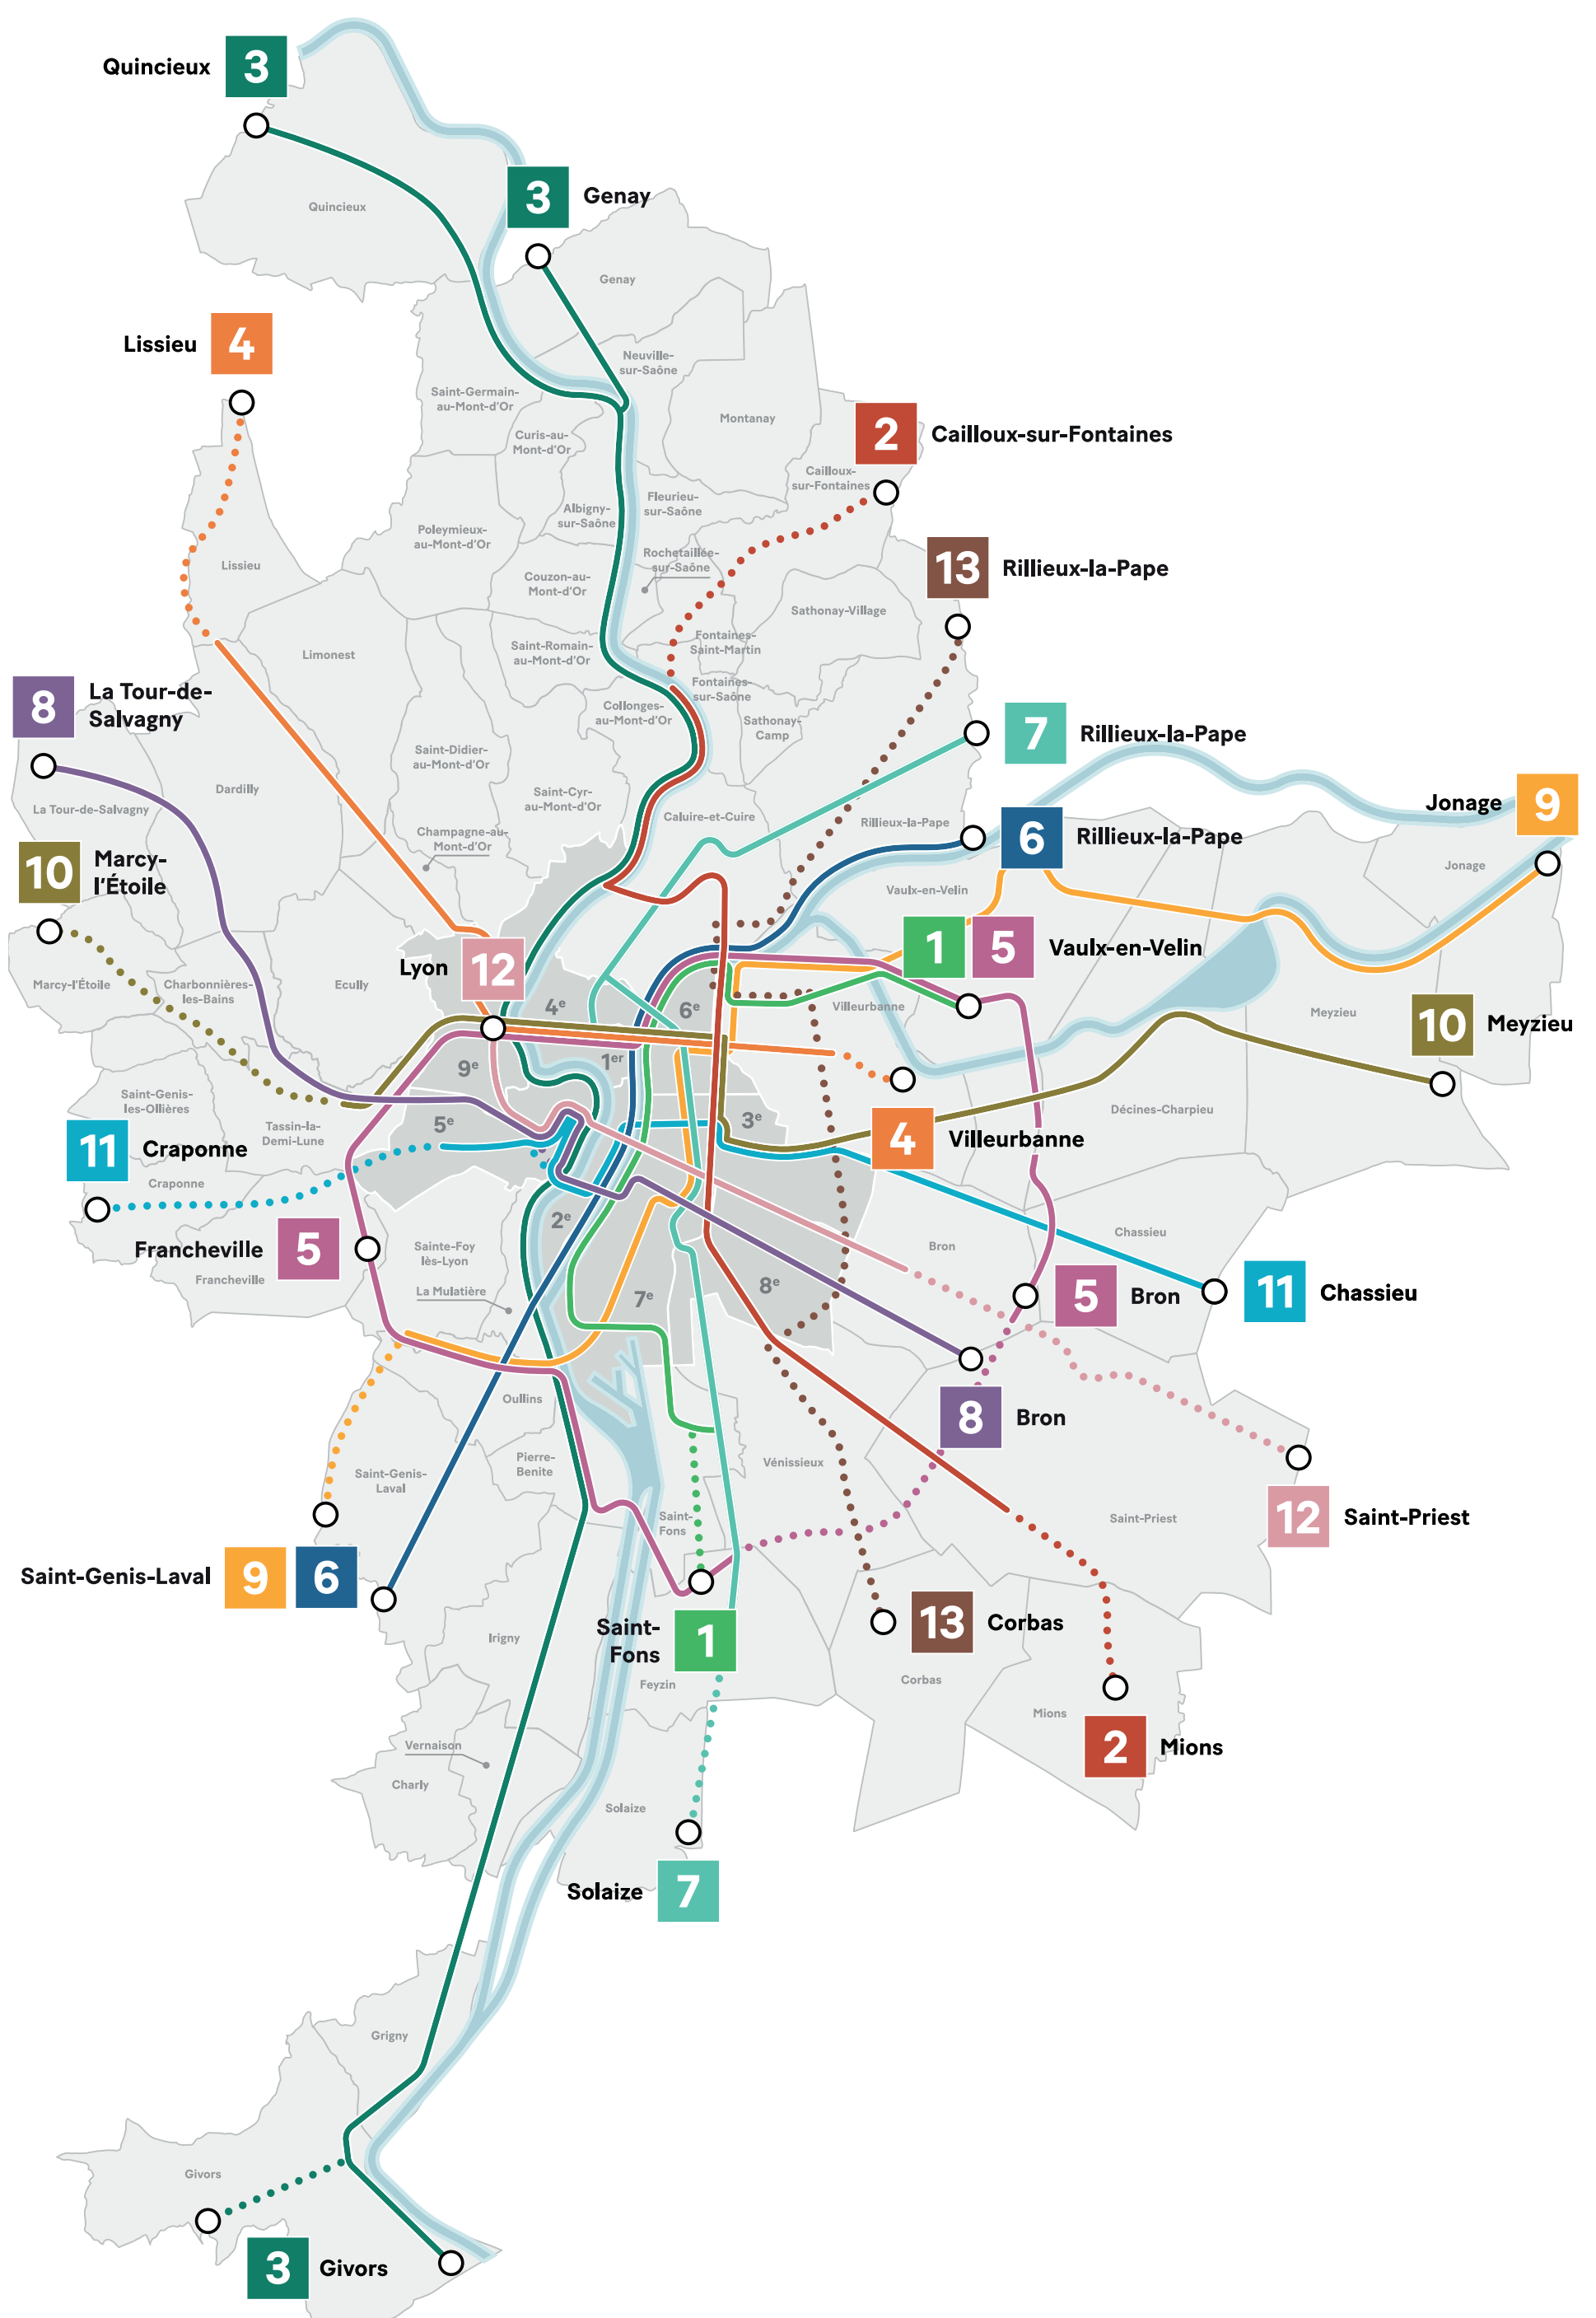 Quincieux 3
3 Genay
Quincieux
Genay
Lissieu 4
Neuville-
sur-Saône
Saint-Germain-
au-Mont-d'Or
Montanay
2 Cailloux-sur-Fontaines
Curis-au-
Mont-d'Or
Cailloux-
sur-Fontaines
Fleurieu-
sur-Saône
Albigny-
sur-Saône
Poleymieux-
au-Mont-d'Or
Rochetaillée-
sur-Saône
13 Rillieux-la-Pape
Lissieu
Couzon-au-
Mont-d'Or
Sathonay-Village
Fontaines-
Saint-Martin
Saint-Romain-
au-Mont-d'Or
Limonest
Fontaines-
sur-Saône
8 La Tour-de-
Salvagny
Collonges-
au-Mont-d'Or
Sathonay-
Camp
7 Rillieux-la-Pape
Saint-Didier-
au-Mont-d'Or
Dardilly
Saint-Cyr-
au-Mont-d'Or
La Tour-de-Salvagny
Jonage 9
Caluire-et-Cuire
Rillieux-la-Pape
6 Rillieux-la-Pape
Champagne-au-
Mont-d'Or
10 Marcy-
l'Étoile
Jonage
Vaulx-en-Velin
1 5 Vaulx-en-Velin
Lyon 12
Marcy-l'Étoile
Charbonnières-
les-Bains
Ecully
4e
6e
Villeurbanne
Meyzieu
10 Meyzieu
9e
1er
Saint-Genis-
les-Ollières
Décines-Charpieu
Tassin-la-
Demi-Lune
5e
3e
4 Villeurbanne
11 Craponne
Craponne
2e
Francheville 5
Francheville
Sainte-Foy
lès-Lyon
La Mulatière
Bron
Chassieu
7e
8e
5 Bron
11 Chassieu
Oullins
8 Bron
Pierre-
Benite
Saint-Genis-
Laval
Vénissieux
Saint-
Fons
Saint-Priest
12 Saint-Priest
Saint-Genis-Laval 9 6
Saint-
Fons 1
13 Corbas
Irigny
Feyzin
Corbas
Mions
2 Mions
Vernaison
Charly
Solaize
Solaize 7
Grigny
Givors
3 Givors